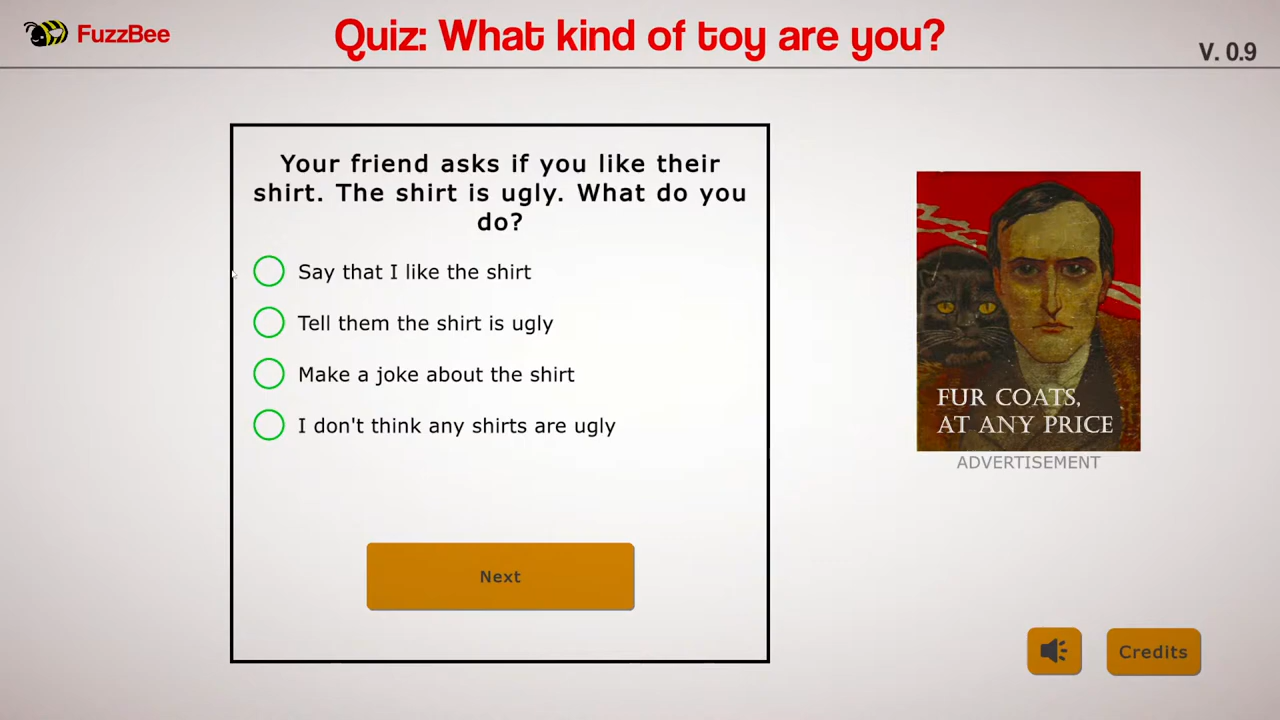 FuzzBee
Quiz: What kind of toy are you?
V. 0.9
Your friend asks if you like their
shirt. The shirt is ugly. What do you
do?
Say that I like the shirt
Tell them the shirt is ugly
Make a joke about the shirt
I don't think any shirts are ugly
Next
FUR COATS,
AT ANY PRICE
ADVERTISEMENT
Credits